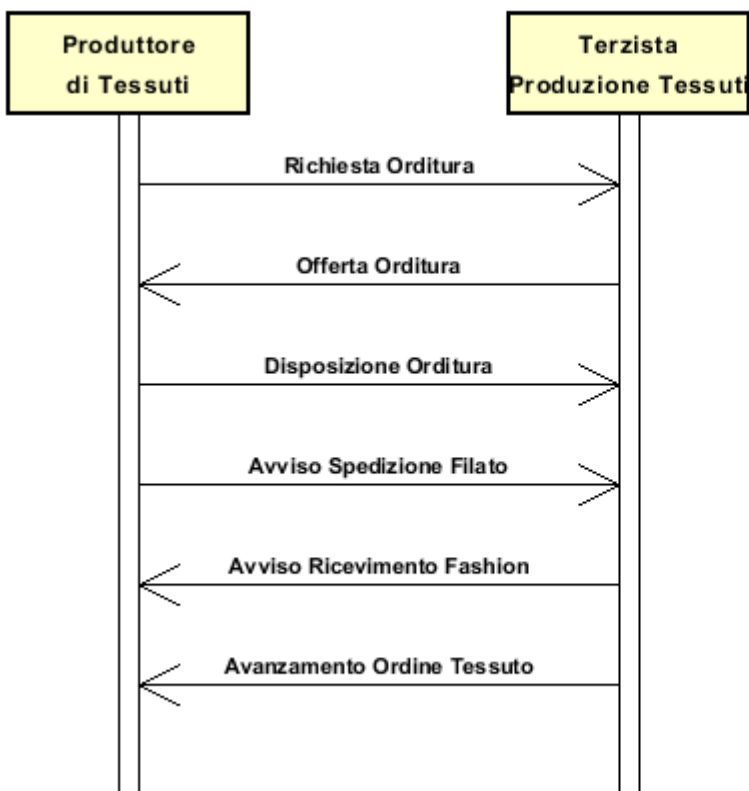 Produttore
di Tessuti
Terzista
Produzione Tessuti
Richiesta Orditura
Offerta Orditura
Disposizione Orditura
Avviso Spedizione Filato
Avviso Ricevimento Fashion
Avanzamento Ordine Tessuto